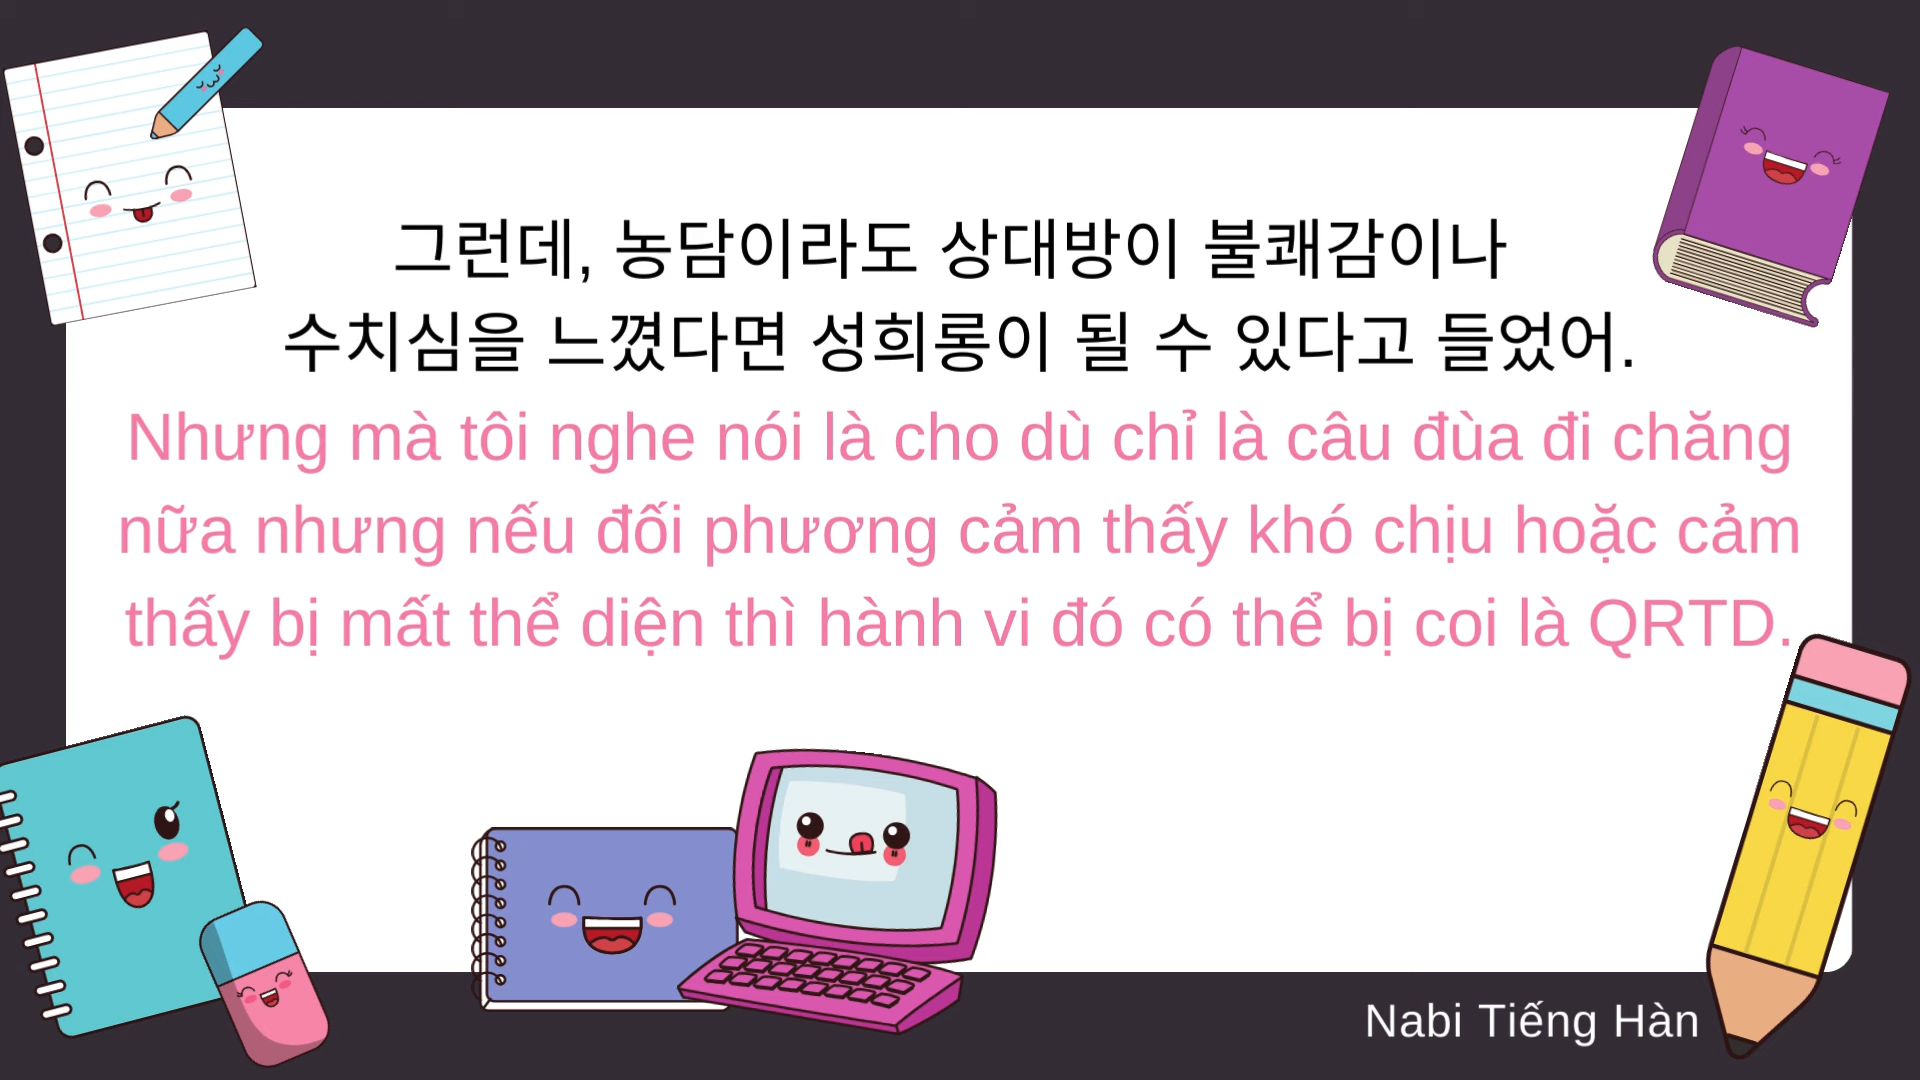 그런데, 농담이라도 상대방이 불쾌감이나
수치심을 느꼈다면 성희롱이 될 수 있다고 들었어.
Nhưng mà tôi nghe nói là cho dù chỉ là câu đùa đi chăng
nữa nhưng nếu đối phương cảm thấy khó chịu hoặc cảm
thấy bị mất thể diện thì hành vi đó có thể bị coi là QRTD.
Nabi Tiếng Hàn